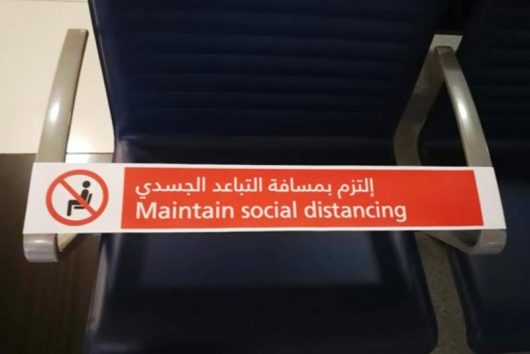 إلتزم بمسافة التباعد الجسدي
Maintain social distancing